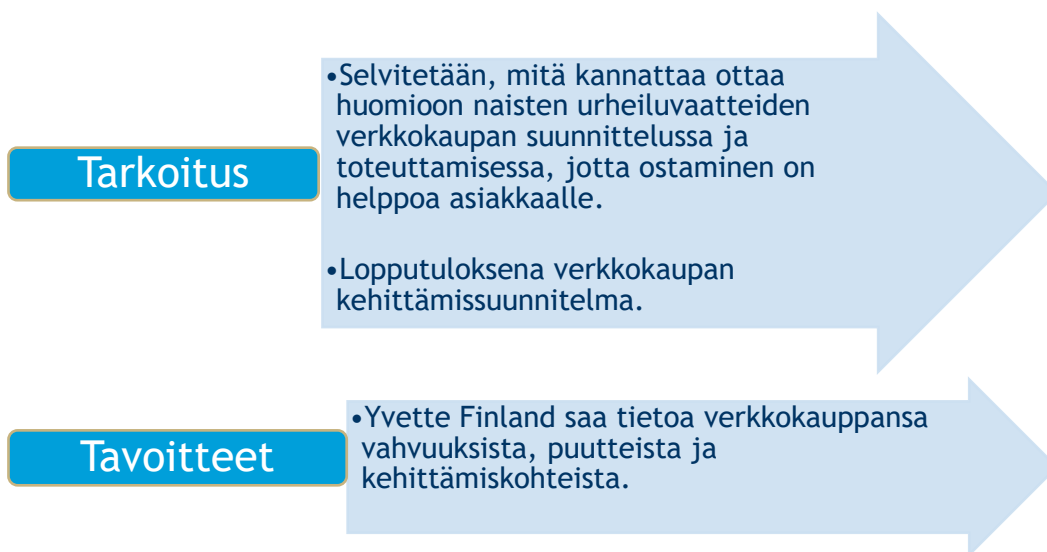 Tarkoitus
•Selvitetään, mitä kannattaa ottaa
huomioon naisten urheiluvaatteiden
verkkokaupan suunnittelussa ja
toteuttamisessa, jotta ostaminen on
helppoa asiakkaalle.
•Lopputuloksena verkkokaupan
kehittämissuunnitelma.
Tavoitteet
•Yvette Finland saa tietoa verkkokauppansa
vahvuuksista, puutteista ja
kehittämiskohteista.